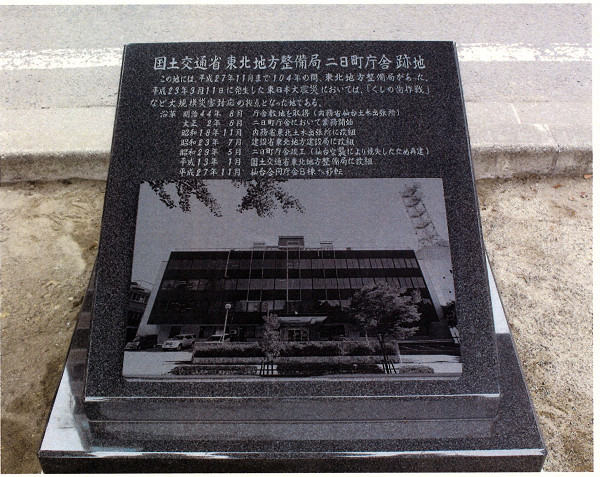 国土交通省 東北地方整備局 二日町庁舎 跡地
この地には、平成27年11月まで104年の間、東北地方整備局があった。
平成23年3月11日に発生した東日本大震災においては、「くしの歯作戦」
など大規模災害対応の拠点となった地である。
沿革 明治44年 8月 庁舎敷地を取得(内務省仙台土木出張所)
大正 2年 6月 二日町庁舎において業務開始
昭和18年11月 内務省東北土木出張所に改組
昭和23年 7月 建設省東北地方建設局に改組
昭和29年 5月 二日町庁舎竣工(仙台空襲により焼失したため再建)
平成13年 1月 国土交通省東北地方整備局に改組
平成27年11月 仙台合同庁舎B棟へ移転